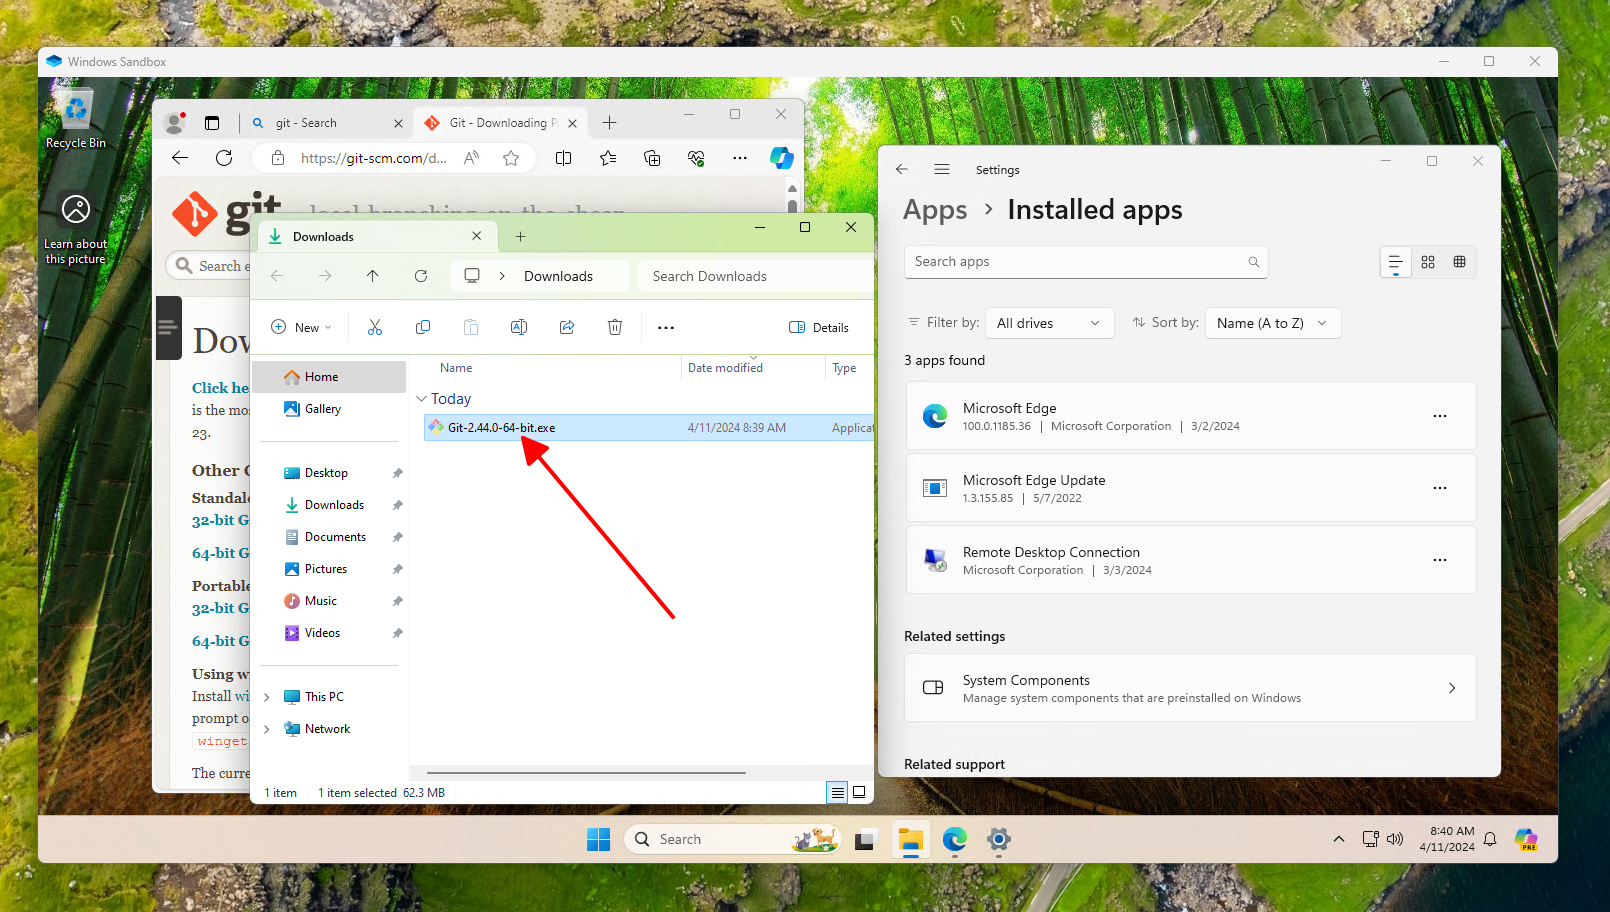 Windows Sandbox
Recycle Bin
Learn about
this picture
git - Search
Git - Downloading P
https://git-scm.com/d...
git
local-branching-on-the-cheap
Search e
Dow
Click he
is the mos
23.
Other G
Standalo
32-bit G
64-bit G
Portable
32-bit G
64-bit G
Using w
Install wi
prompt o
winget
The curre
Downloads
Downloads
Search Downloads
New
Details
Home
Gallery
Desktop
Downloads
Documents
Pictures
Music
Videos
This PC
Network
Name
Date modified
Type
Today
Git-2.44.0-64-bit.exe
4/11/2024 8:39 AM
Applicat
1 item
1 item selected
62.3 MB
Settings
Apps > Installed apps
Search apps
Filter by:
All drives
Sort by:
Name (A to Z)
3 apps found
Microsoft Edge
100.0.1185.36 | Microsoft Corporation | 3/2/2024
Microsoft Edge Update
1.3.155.85 | 5/7/2022
Remote Desktop Connection
Microsoft Corporation | 3/3/2024
Related settings
System Components
Manage system components that are preinstalled on Windows
Related support
Search
8:40 AM
4/11/2024
PRE